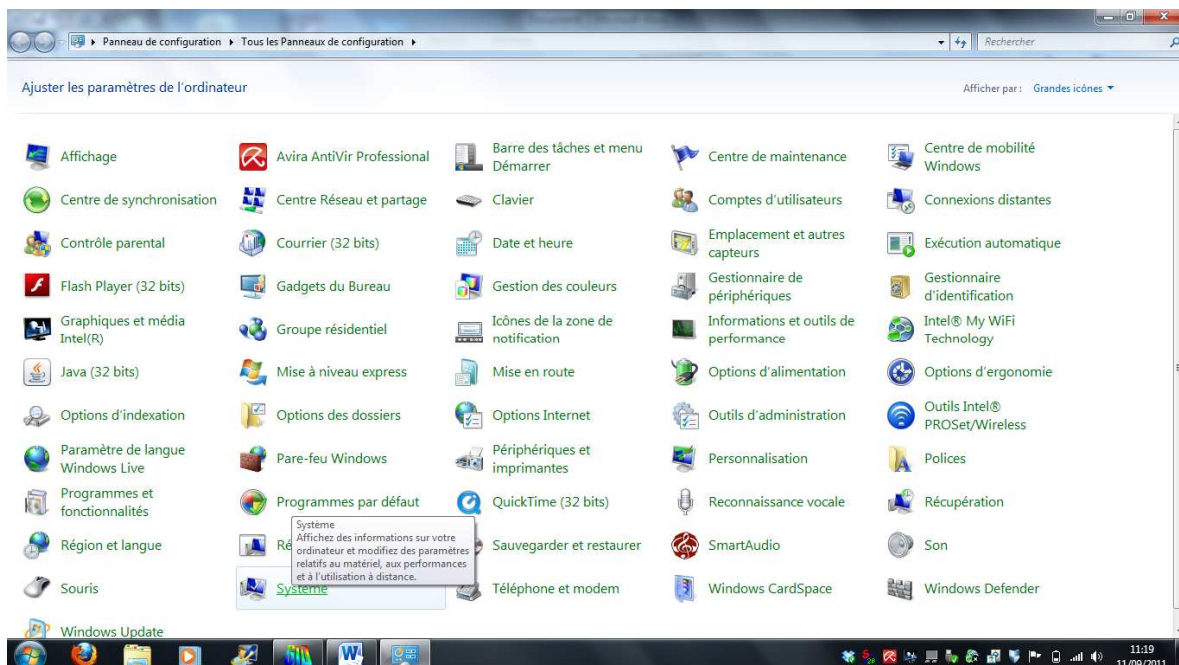 Panneau de configuration ▸ Tous les Panneaux de configuration ▸
Rechercher
Ajuster les paramètres de l'ordinateur
Afficher par : Grandes icônes
Affichage
Avira AntiVir Professional
Barre des tâches et menu
Démarrer
Centre de maintenance
Centre de mobilité
Windows
Centre de synchronisation
Centre Réseau et partage
Clavier
Comptes d'utilisateurs
Connexions distantes
Contrôle parental
Courrier (32 bits)
Date et heure
Emplacement et autres
capteurs
Exécution automatique
Flash Player (32 bits)
Gadgets du Bureau
Gestion des couleurs
Gestionnaire de
périphériques
Gestionnaire
d'identification
Graphiques et média
Intel(R)
Groupe résidentiel
Icônes de la zone de
notification
Informations et outils de
performance
Intel® My WiFi
Technology
Java (32 bits)
Mise à niveau express
Mise en route
Options d'alimentation
Options d'ergonomie
Options d'indexation
Options des dossiers
Options Internet
Outils d'administration
Outils Intel®
PROSet/Wireless
Paramètre de langue
Windows Live
Pare-feu Windows
Périphériques et
imprimantes
Personnalisation
Polices
Programmes et
fonctionnalités
Programmes par défaut
QuickTime (32 bits)
Reconnaissance vocale
Récupération
Région et langue
Ré
Système
Affichez des informations sur votre
ordinateur et modifiez des paramètres
relatifs au matériel, aux performances
et à l'utilisation à distance.
Sauvegarder et restaurer
SmartAudio
Son
Souris
Système
Téléphone et modem
Windows CardSpace
Windows Defender
Windows Update
11:19
11/09/2011